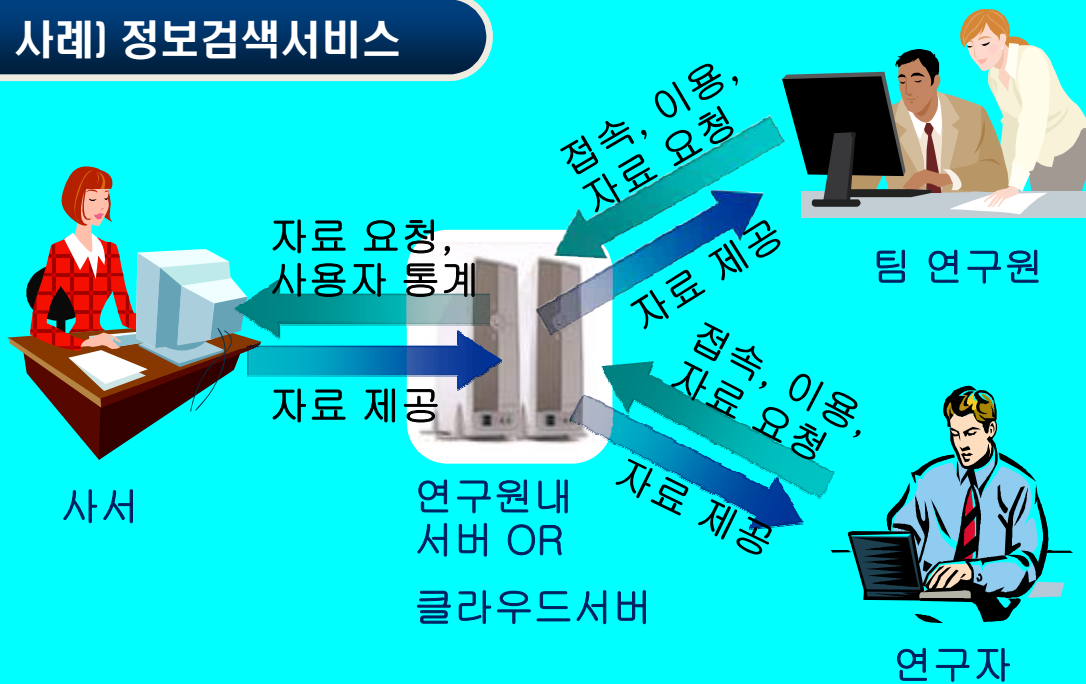 사례) 정보검색서비스
접속, 이용,
자료 요청
자료 제공
팀 연구원
자료 요청,
사용자 통계
자료 제공
사서
연구원내
서버 OR
클라우드서버
접속, 이용,
자료 요청
자료 제공
연구자